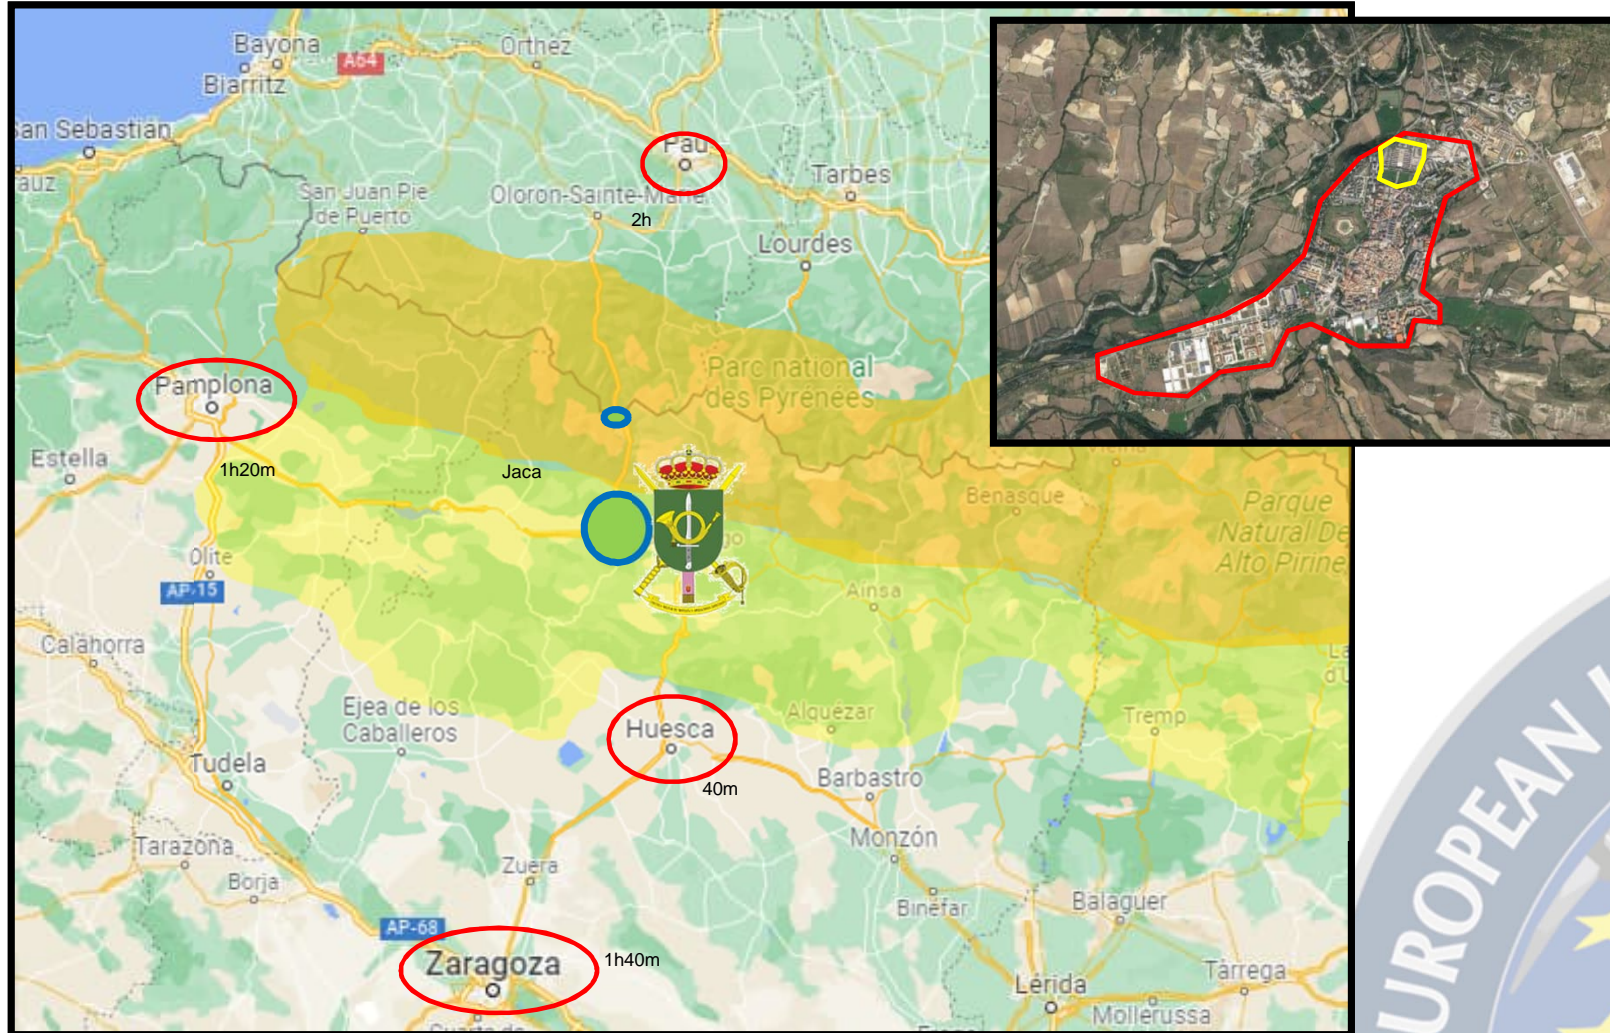 Bayona
Biarritz
A64
Orthez
San Sebastián
Pau
Tarbes
San Juan Pie
de Puerto
Oloron-Sainte-Marie
2h
Lourdes
Parc national
des Pyrénées
Pamplona
1h20m
Estella
Jaca
Benasque
Parque
Natural De
Alto Pirine
Olite
AP-15
Aínsa
Calahorra
Ejea de los
Caballeros
Huesca
40m
Alquézar
Tremp
Tudela
Barbastro
Monzón
Tarazona
Borja
Zuera
Binéfar
Balaguer
AP-68
Zaragoza
1h40m
Lérida
Tàrrega
Mollerussa
EUROPEAN